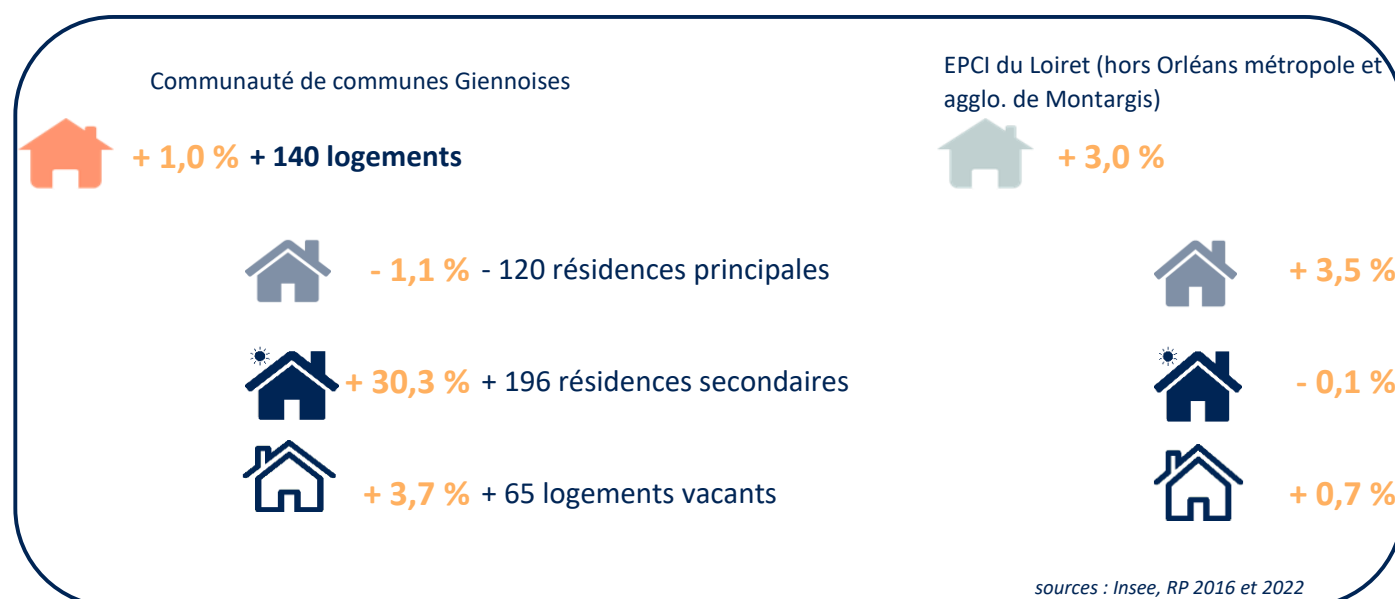 Communauté de communes Giennoises
+ 1,0 % + 140 logements
- 1,1 % - 120 résidences principales
+ 30,3 % + 196 résidences secondaires
+ 3,7 % + 65 logements vacants
EPCI du Loiret (hors Orléans métropole et
agglo. de Montargis)
+ 3,0 %
+ 3,5 %
- 0,1 %
+ 0,7 %
sources : Insee, RP 2016 et 2022